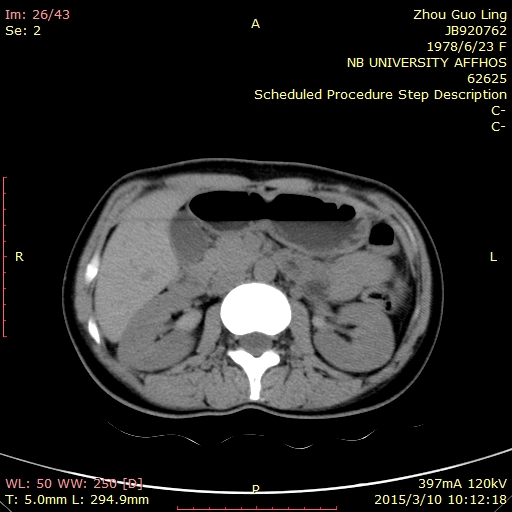 Im: 26/43
Se: 2
A
Zhou Guo Ling
JB920762
1978/6/23 F
NB UNIVERSITY AFFHOS
62625
Scheduled Procedure Step Description
C-
C-
R
L
WL: 50 WW: 250 [D]
T: 5.0mm L: 294.9mm
P
397mA 120kV
2015/3/10 10:12:18